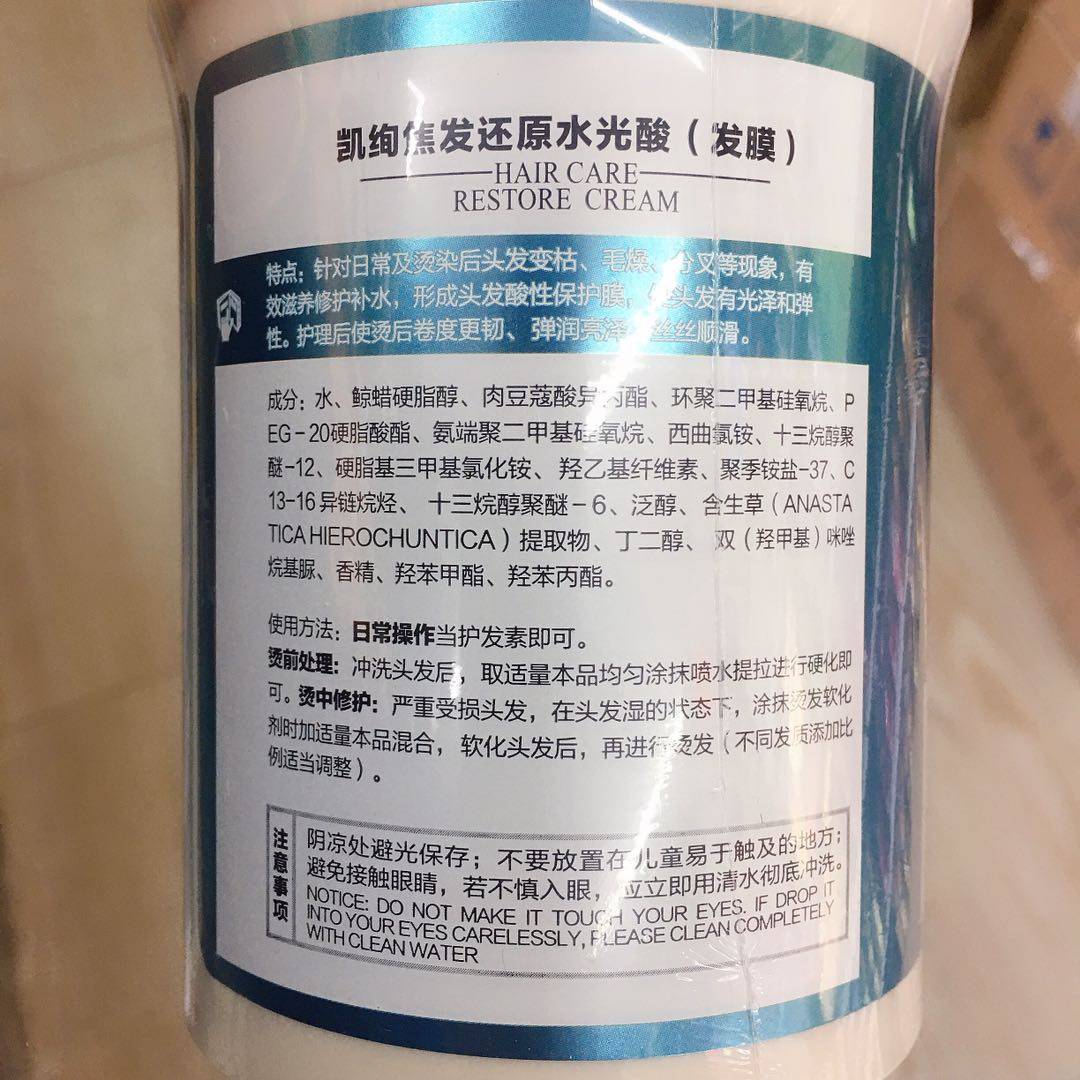 凯绚焦发还原水光酸（发膜）
HAIR CARE
RESTORE CREAM
特点：针对日常及烫染后头发变枯、毛燥、分叉等现象，有
效滋养修护补水，形成头发酸性保护膜，使头发有光泽和弹
性。护理后使烫后卷度更韧、弹润亮泽、丝丝顺滑。
成分：水、鲸蜡硬脂醇、肉豆蔻酸异丙酯、环聚二甲基硅氧烷、P
EG-20硬脂酸酯、氨端聚二甲基硅氧烷、西曲氯铵、十三烷醇聚
醚-12、硬脂基三甲基氯化铵、羟乙基纤维素、聚季铵盐-37、C
13-16异链烷烃、十三烷醇聚醚-6、泛醇、含生草（ANASTA
TICA HIEROCHUNTICA）提取物、丁二醇、双（羟甲基）咪唑
烷基脲、香精、羟苯甲酯、羟苯丙酯。
使用方法：日常操作当护发素即可。
烫前处理：冲洗头发后，取适量本品均匀涂抹喷水提拉进行硬化即
可。烫中修护：严重受损头发，在头发湿的状态下，涂抹烫发软化
剂时加适量本品混合，软化头发后，再进行烫发（不同发质添加比
例适当调整）。
注意事项
阴凉处避光保存；不要放置在儿童易于触及的地方；
避免接触眼睛，若不慎入眼，应立即用清水彻底冲洗。
NOTICE: DO NOT MAKE IT TOUCH YOUR EYES. IF DROP IT
INTO YOUR EYES CARELESSLY, PLEASE CLEAN COMPLETELY
WITH CLEAN WATER